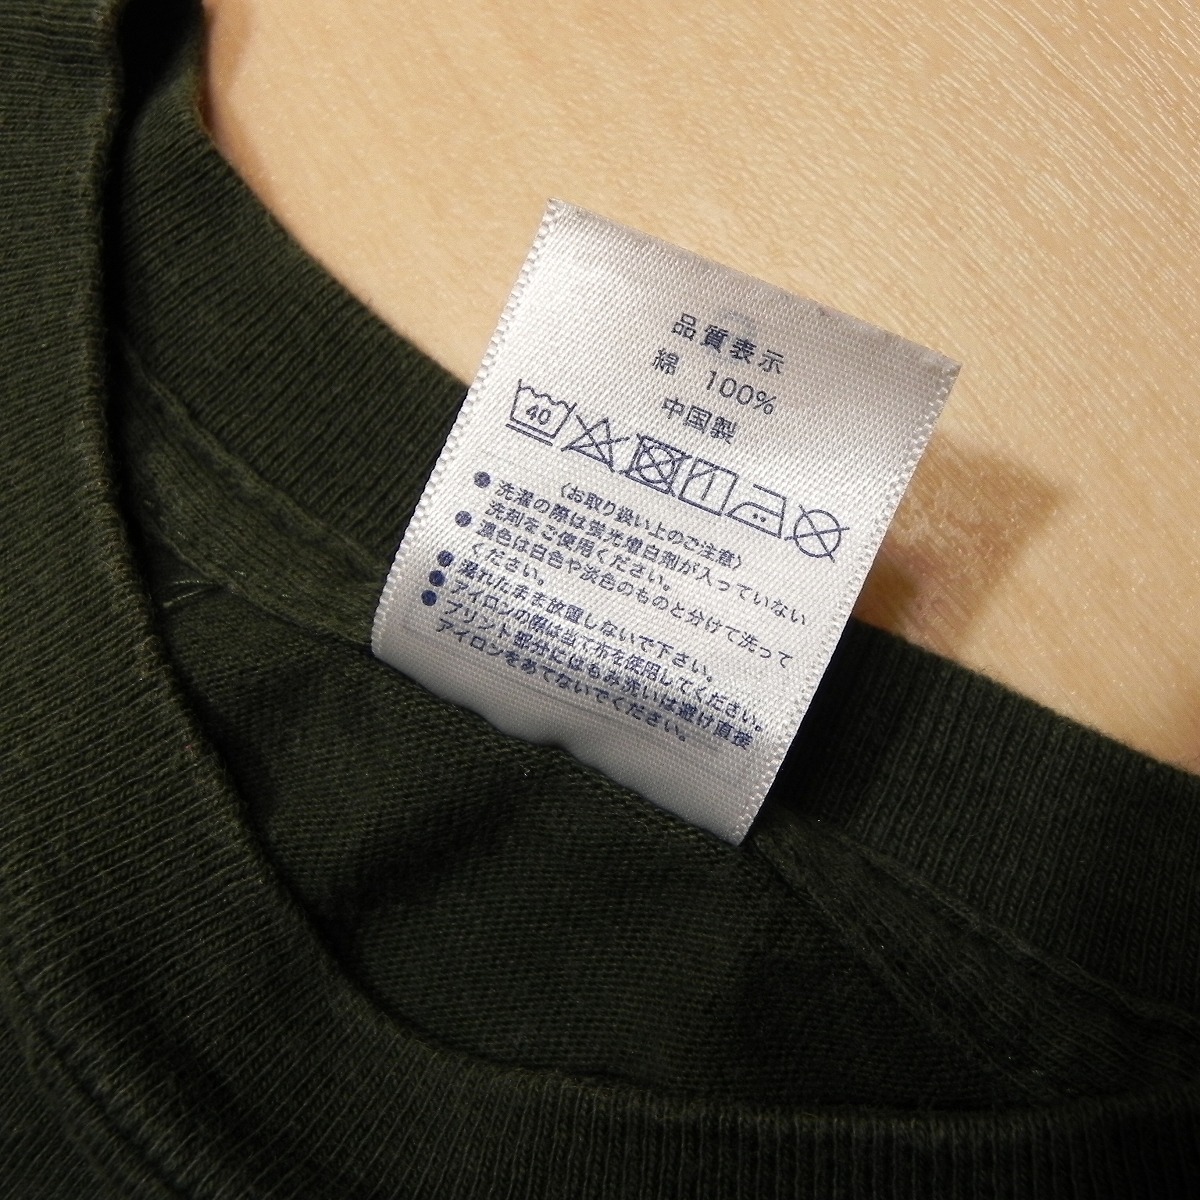 品質表示
綿 100%
中国製
40
〈お取り扱い上のご注意〉
●洗濯の際は蛍光増白剤が入っていない
洗剤をご使用ください。
●濃色は白色や淡色のものと分けて洗って
ください。
●濡れたまま放置しないで下さい。
●アイロンの際は当て布を使用してください。
●プリント部分にはもみ洗いは避け直接
アイロンをあてないでください。